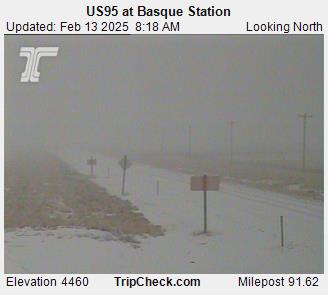 US95 at Basque Station
Updated: Feb 13 2025 8:18 AM Looking North
Elevation 4460 TripCheck.com Milepost 91.62